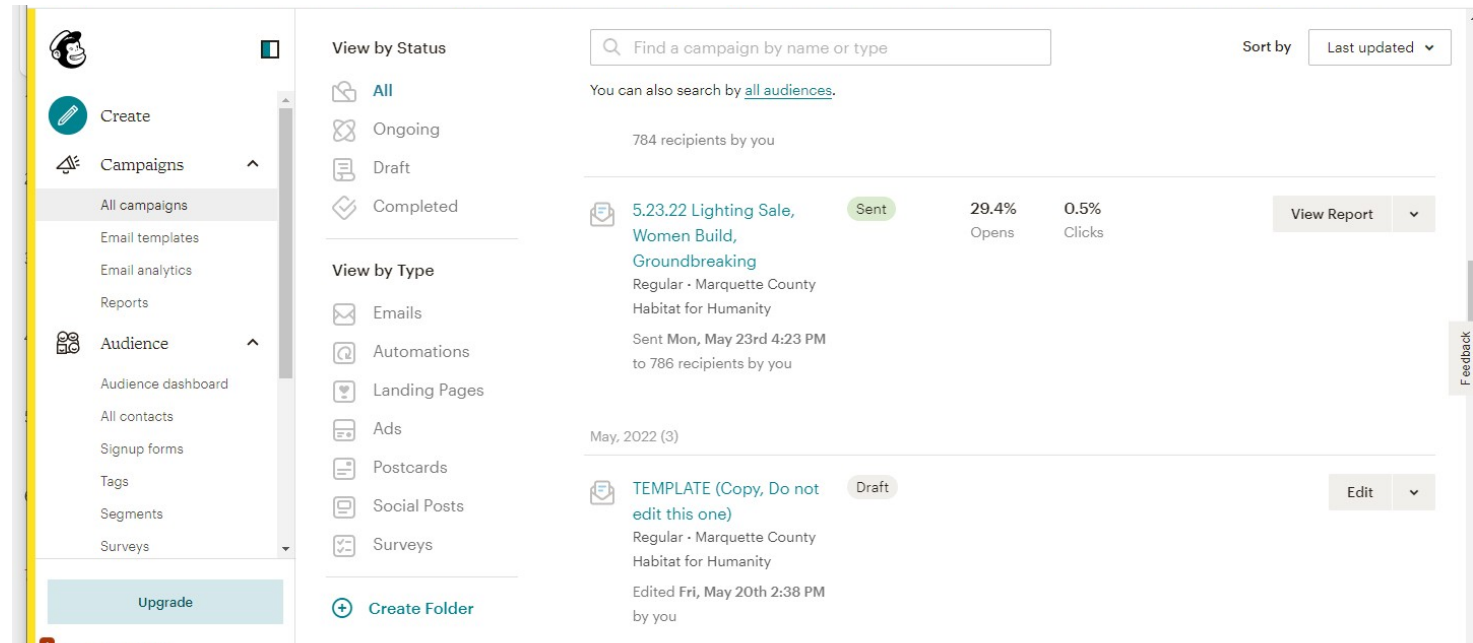 Create
Campaigns
All campaigns
Email templates
Email analytics
Reports
Audience
Audience dashboard
All contacts
Signup forms
Tags
Segments
Surveys
Upgrade
View by Status
All
Ongoing
Draft
Completed
View by Type
Emails
Automations
Landing Pages
Ads
Postcards
Social Posts
Surveys
Create Folder
Find a campaign by name or type
Sort by Last updated
You can also search by all audiences.
784 recipients by you
5.23.22 Lighting Sale,
Women Build,
Groundbreaking
Regular · Marquette County
Habitat for Humanity
Sent Mon, May 23rd 4:23 PM
to 786 recipients by you
Sent
29.4%
Opens
0.5%
Clicks
View Report
May, 2022 (3)
TEMPLATE (Copy, Do not
edit this one)
Regular · Marquette County
Habitat for Humanity
Edited Fri, May 20th 2:38 PM
by you
Draft
Edit
Feedback